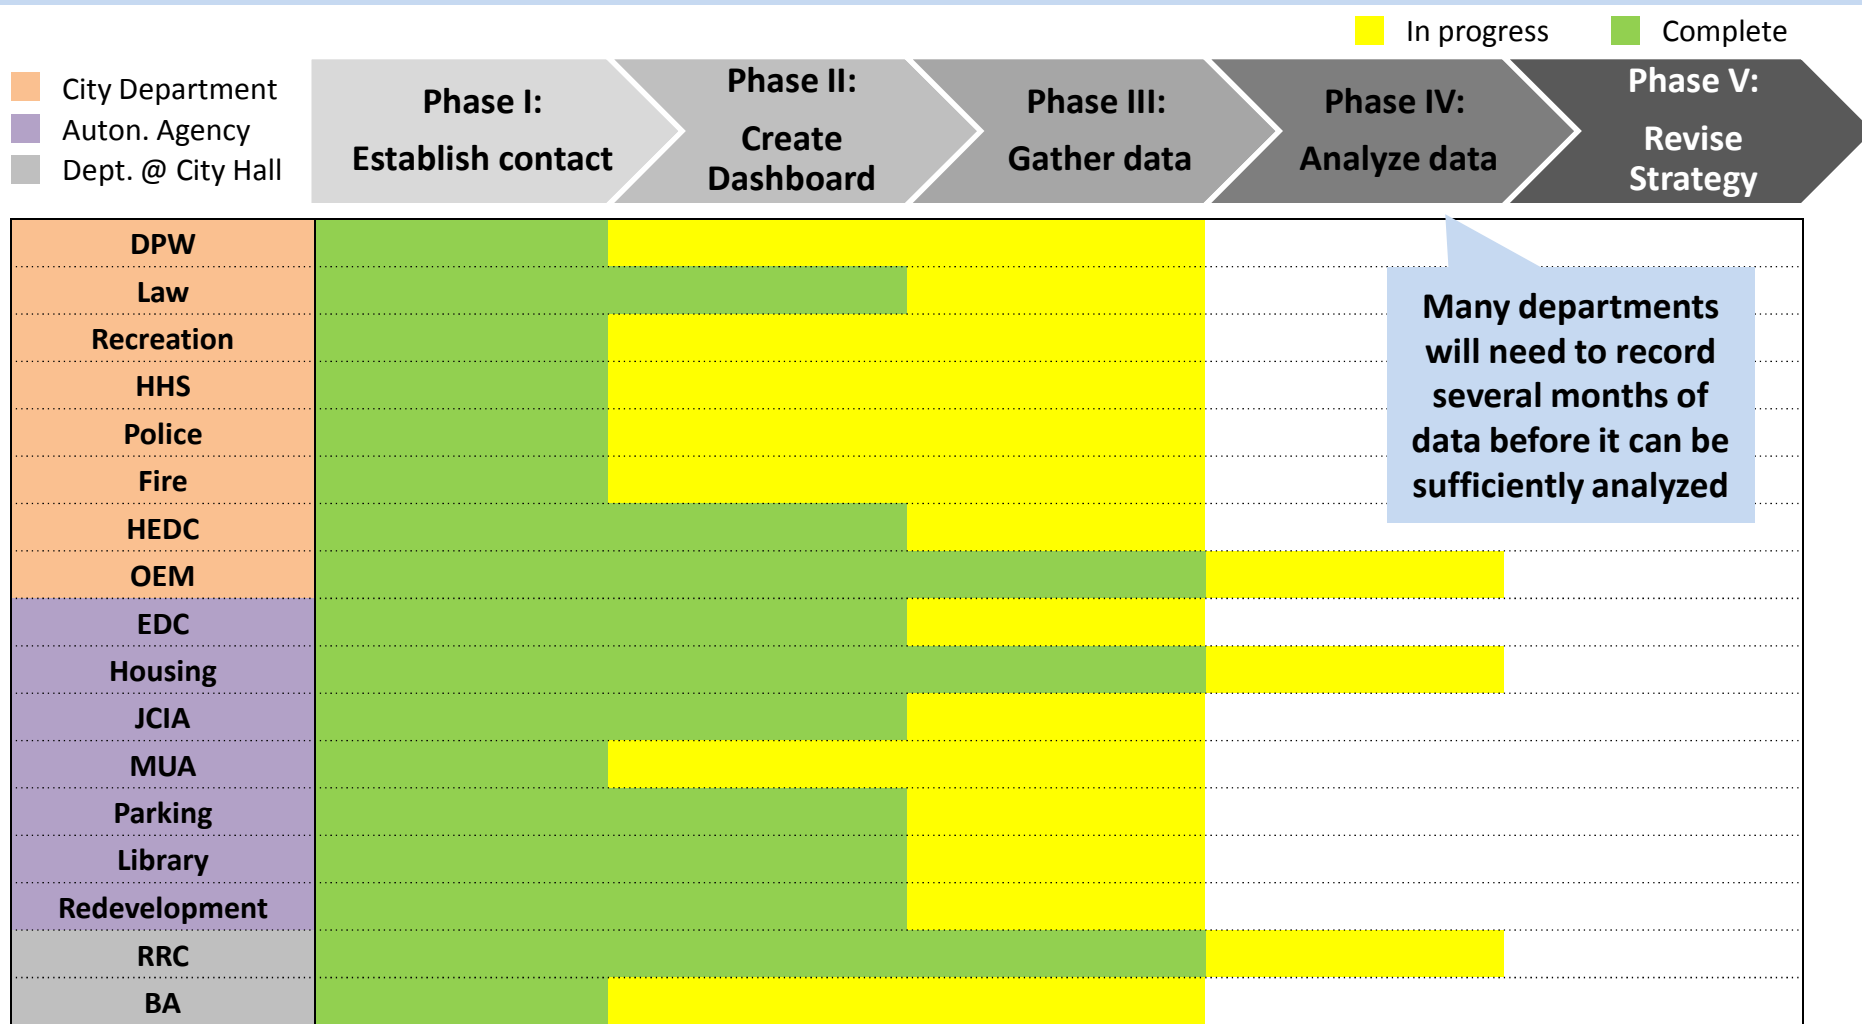 In progress
Complete
City Department
Auton. Agency
Dept. @ City Hall
Phase I:
Establish contact
Phase II:
Create
Dashboard
Phase III:
Gather data
Phase IV:
Analyze data
Phase V:
Revise
Strategy
DPW
Law
Recreation
HHS
Police
Fire
HEDC
OEM
EDC
Housing
JCIA
MUA
Parking
Library
Redevelopment
RRC
BA
Many departments
will need to record
several months of
data before it can be
sufficiently analyzed